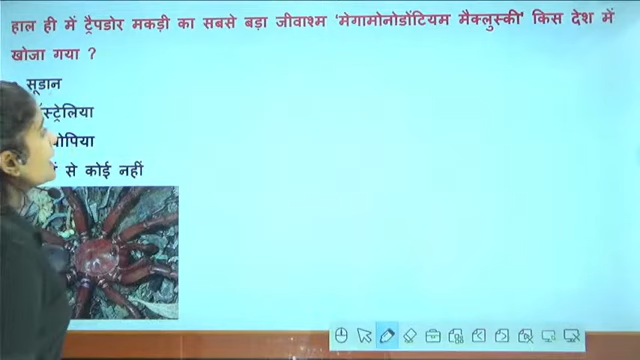 हाल ही में ट्रैपडोर मकड़ी का सबसे बड़ा जीवाश्म 'मेगामोनोडोंटियम मैक्लुस्की' किस देश में
खोजा गया ?
सूडान
से कोई नहीं